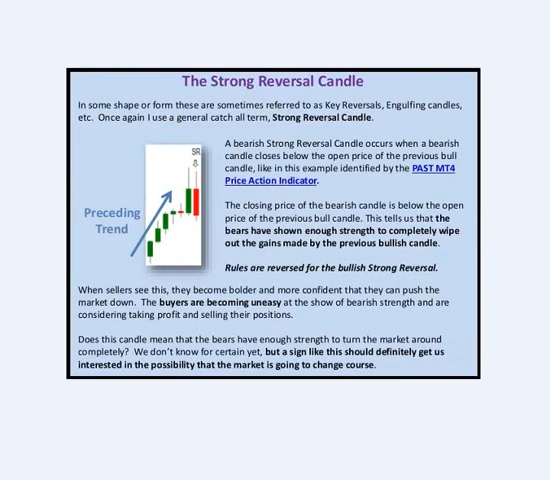 The Strong Reversal Candle
In some shape or form these are sometimes referred to as Key Reversals, Engulfing candles,
etc. Once again I use a general catch all term, Strong Reversal Candle.
SR
Preceding
Trend
A bearish Strong Reversal Candle occurs when a bearish
candle closes below the open price of the previous bull
candle, like in this example identified by the PAST MT4
Price Action Indicator.
The closing price of the bearish candle is below the open
price of the previous bull candle. This tells us that the
bears have shown enough strength to completely wipe
out the gains made by the previous bullish candle.
Rules are reversed for the bullish Strong Reversal.
When sellers see this, they become bolder and more confident that they can push the
market down. The buyers are becoming uneasy at the show of bearish strength and are
considering taking profit and selling their positions.
Does this candle mean that the bears have enough strength to turn the market around
completely? We don't know for certain yet, but a sign like this should definitely get us
interested in the possibility that the market is going to change course.